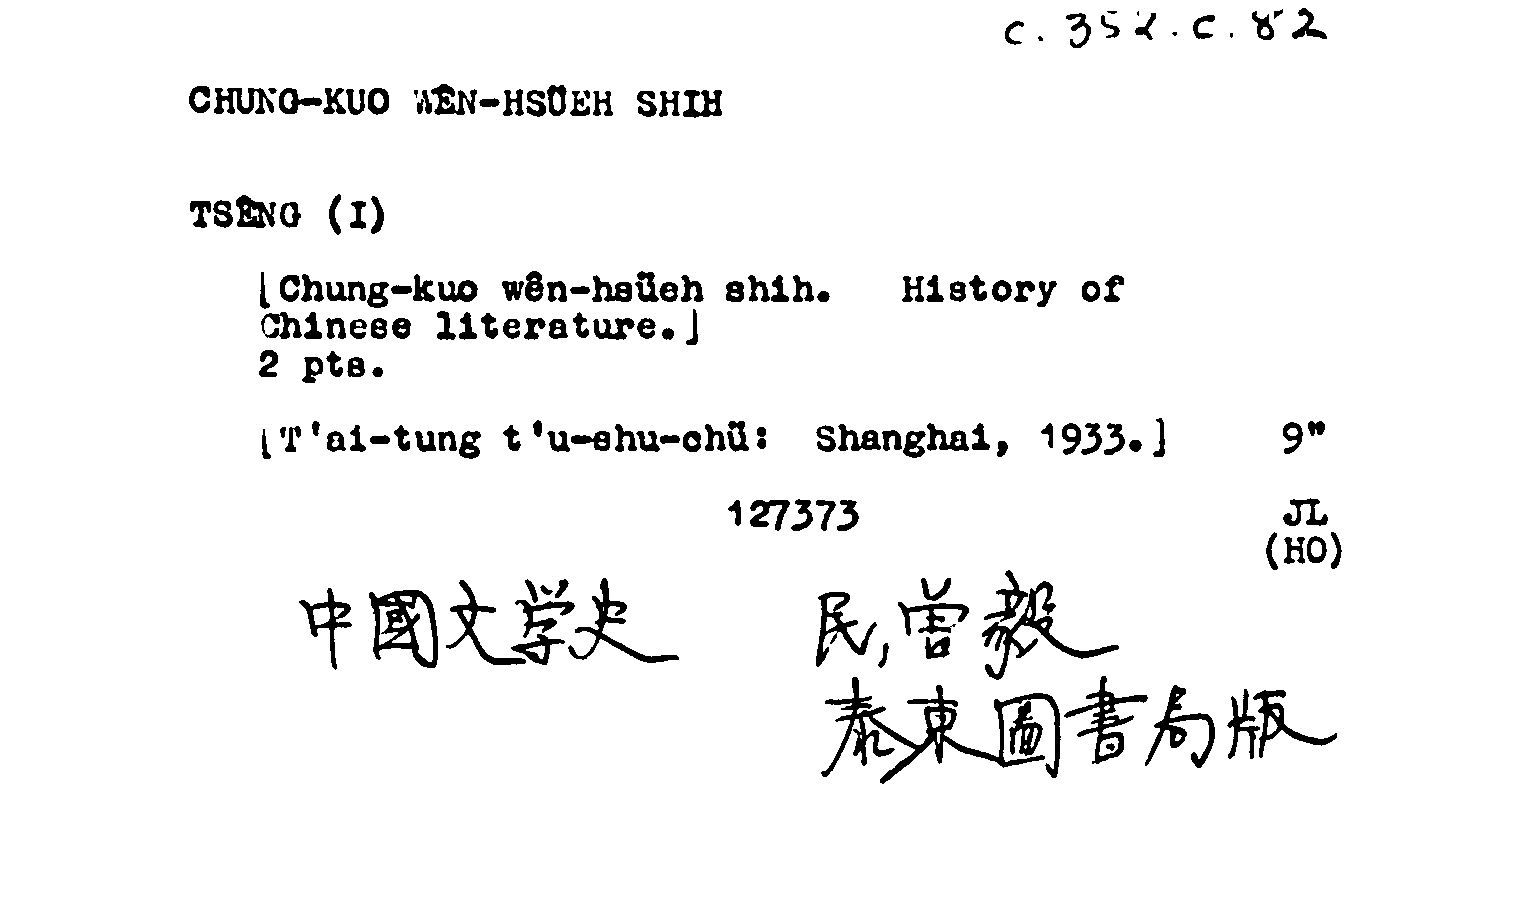 c.352.c.82
CHUNG-KUO WÊN-HSÜEH SHIH
TSÊNG (I)
[Chung-kuo wên-hsüeh shih. History of
Chinese literature.]
2 pts.
[T'ai-tung t'u-shu-chü: Shanghai, 1933.] 9"
127373 JL
(HO)
中國文学史 民,曾毅
泰東圖書局版